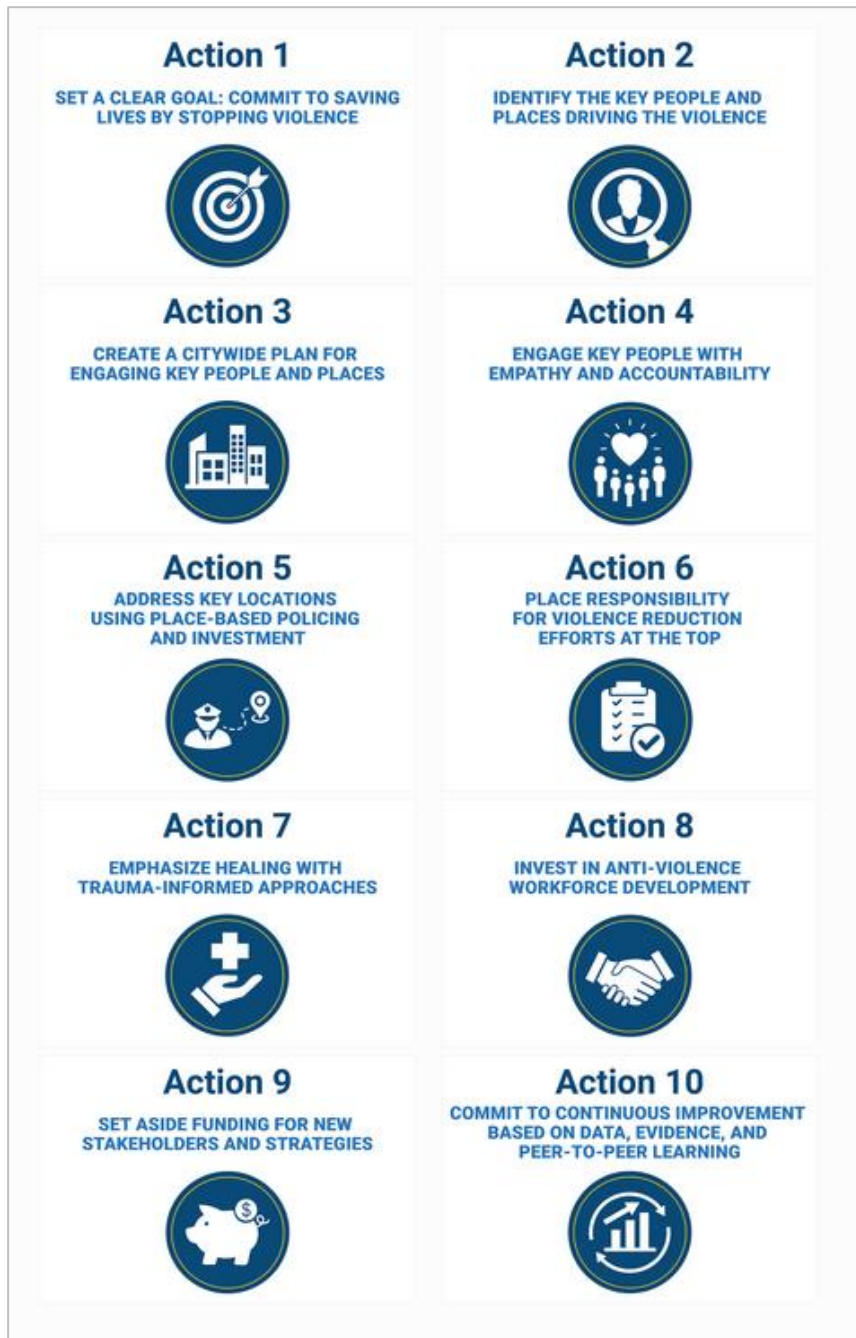 Action 1
SET A CLEAR GOAL: COMMIT TO SAVING
LIVES BY STOPPING VIOLENCE
Action 2
IDENTIFY THE KEY PEOPLE AND
PLACES DRIVING THE VIOLENCE
Action 3
CREATE A CITYWIDE PLAN FOR
ENGAGING KEY PEOPLE AND PLACES
Action 4
ENGAGE KEY PEOPLE WITH
EMPATHY AND ACCOUNTABILITY
Action 5
ADDRESS KEY LOCATIONS
USING PLACE-BASED POLICING
AND INVESTMENT
Action 6
PLACE RESPONSIBILITY
FOR VIOLENCE REDUCTION
EFFORTS AT THE TOP
Action 7
EMPHASIZE HEALING WITH
TRAUMA-INFORMED APPROACHES
Action 8
INVEST IN ANTI-VIOLENCE
WORKFORCE DEVELOPMENT
Action 9
SET ASIDE FUNDING FOR NEW
STAKEHOLDERS AND STRATEGIES
$
Action 10
COMMIT TO CONTINUOUS IMPROVEMENT
BASED ON DATA, EVIDENCE, AND
PEER-TO-PEER LEARNING